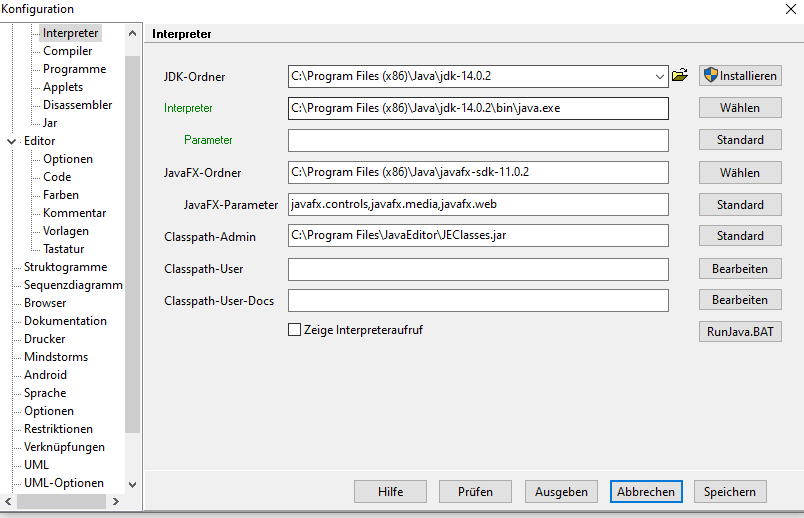 Konfiguration
Interpreter
Compiler
Programme
Applets
Disassembler
Jar
Editor
Optionen
Code
Farben
Kommentar
Vorlagen
Tastatur
Struktogramme
Sequenzdiagramm
Browser
Dokumentation
Drucker
Mindstorms
Android
Sprache
Optionen
Restriktionen
Verknüpfungen
UML
UML-Optionen
Interpreter
JDK-Ordner C:\Program Files (x86)\Java\jdk-14.0.2 Installieren
Interpreter C:\Program Files (x86)\Java\jdk-14.0.2\bin\java.exe Wählen
Parameter Standard
JavaFX-Ordner C:\Program Files (x86)\Java\javafx-sdk-11.0.2 Wählen
JavaFX-Parameter javafx.controls,javafx.media,javafx.web Standard
Classpath-Admin C:\Program Files\JavaEditor\JEClasses.jar Standard
Classpath-User Bearbeiten
Classpath-User-Docs Bearbeiten
Zeige Interpreteraufruf RunJava.BAT
Hilfe Prüfen Ausgeben Abbrechen Speichern